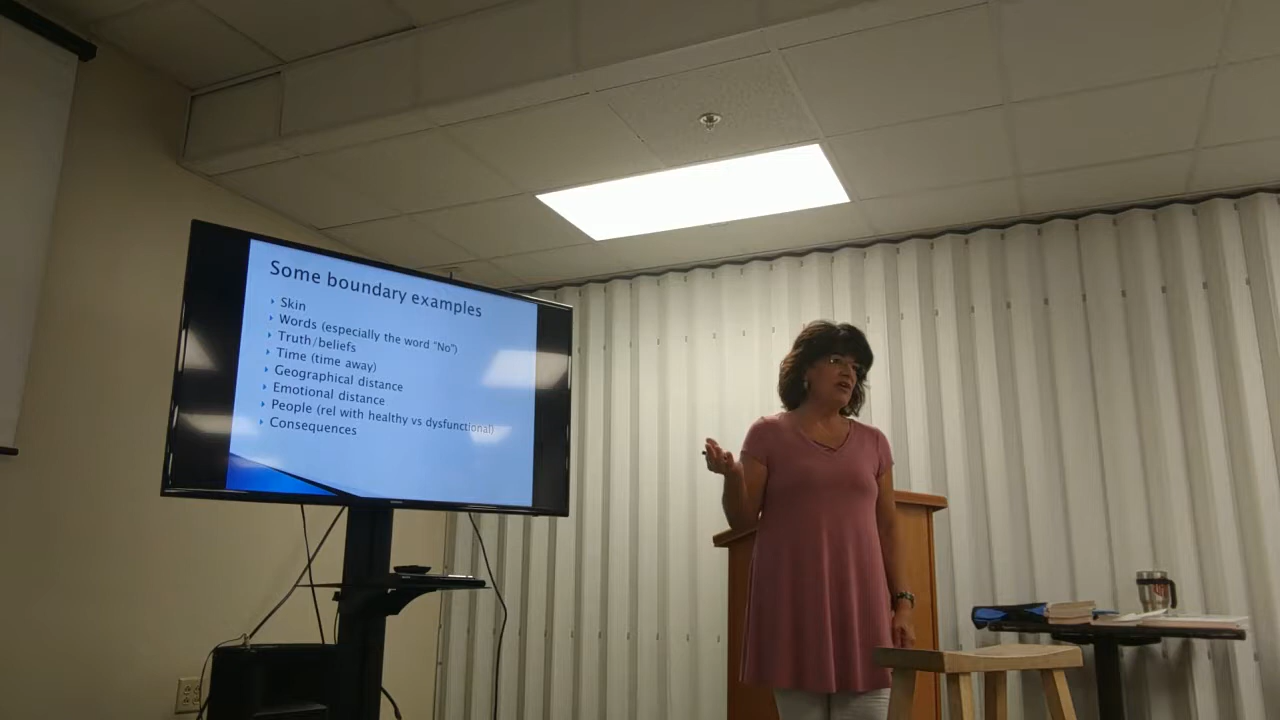 Some boundary examples
Skin
Words (especially the word "No")
Truth/beliefs
Time (time away)
Geographical distance
Emotional distance
People (rel with healthy vs dysfunctional)
Consequences